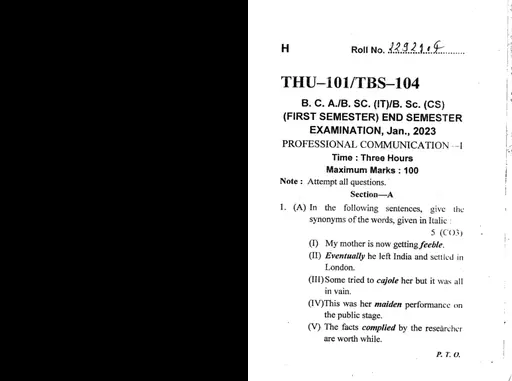 H
Roll No.
THU–101/TBS–104
B. C. A./B. SC. (IT)/B. Sc. (CS)
(FIRST SEMESTER) END SEMESTER
EXAMINATION, Jan., 2023
PROFESSIONAL COMMUNICATION—I
Time : Three Hours
Maximum Marks : 100
Note : Attempt all questions.
Section—A
1. (A) In the following sentences, give the
synonyms of the words, given in Italic :
5 (CO3)
(I) My mother is now getting feeble.
(II) Eventually he left India and settled in
London.
(III) Some tried to cajole her but it was all
in vain.
(IV) This was her maiden performance on
the public stage.
(V) The facts complied by the researcher
are worth while.
P. T. O.